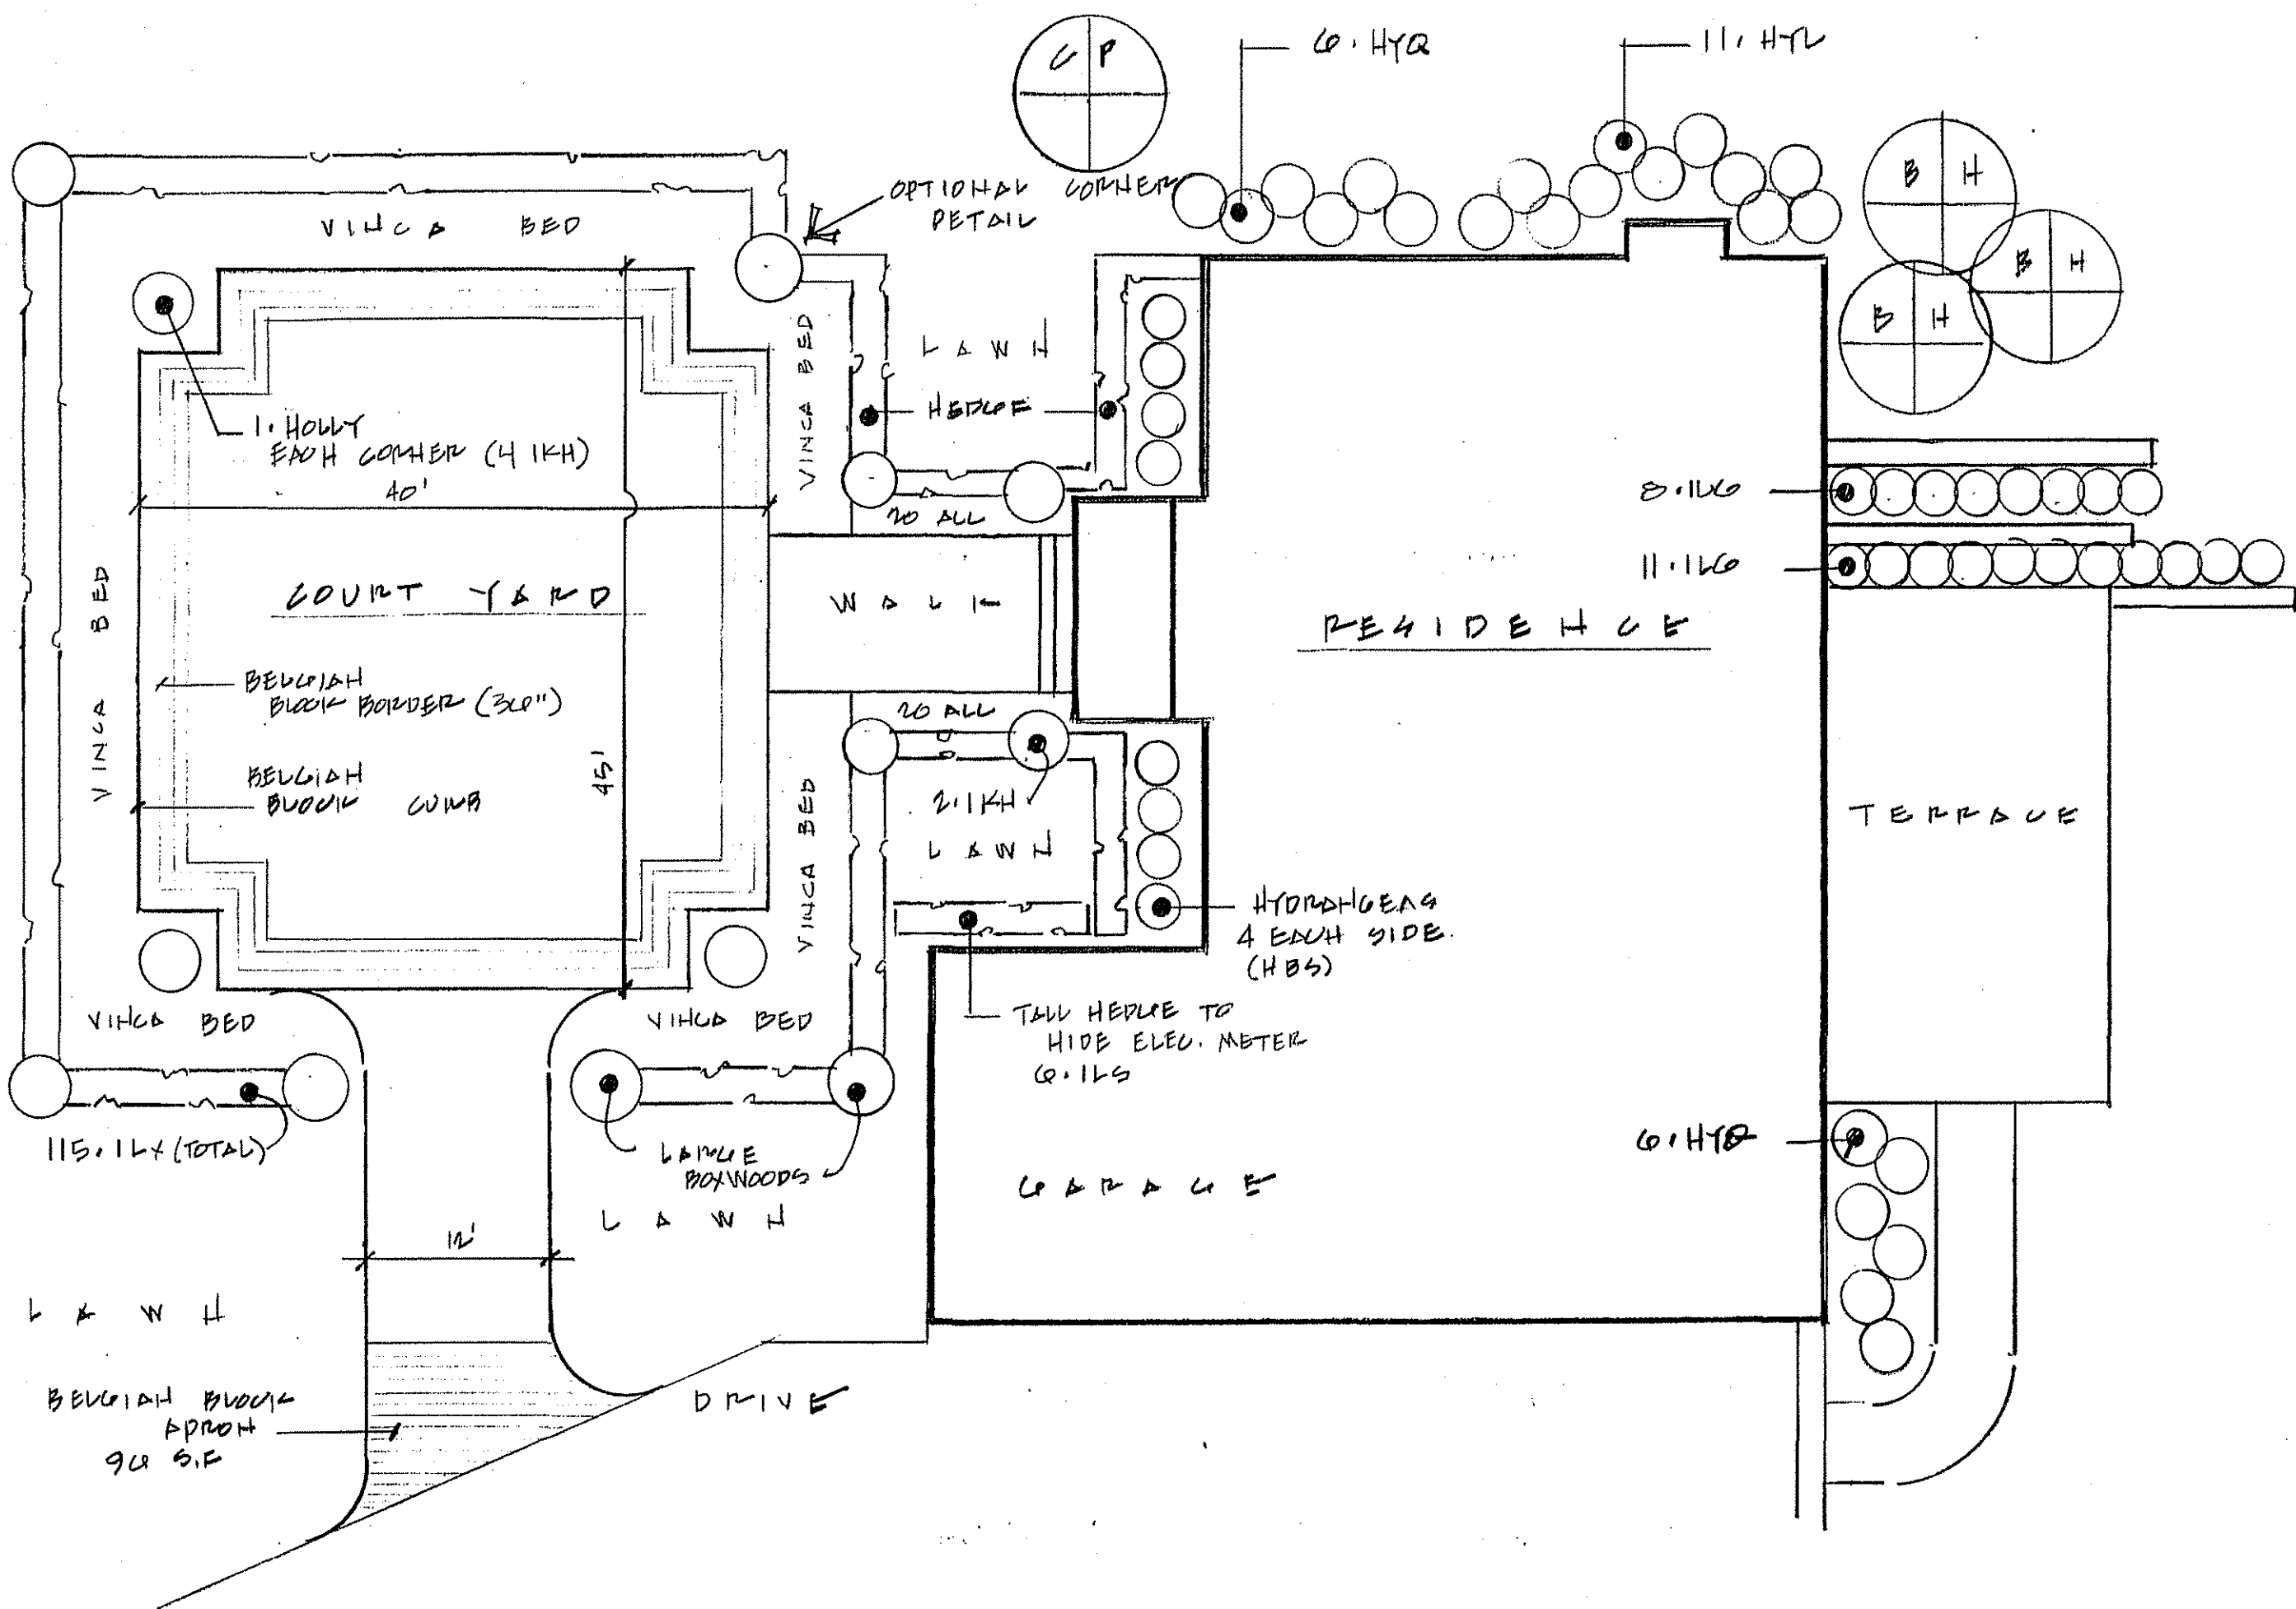 C P
6. HYQ
11. HYL
OPTIONAL CORNER
DETAIL
B H
B H
B H
VINCA BED
1. HOLLY
EACH CORNER (4 IKH)
40'
VINCA BED
LAWN
HEDGE
20 ALL
8. ILG
11. ILG
COURT YARD
WALK
RESIDENCE
VINCA BED
BELGIAN
BLOCK BORDER (36")
BELGIAN
BLOCK CURB
45'
20 ALL
2. IKH
LAWN
VINCA BED
TERRACE
HYDRANGEAS
4 EACH SIDE.
(HBS)
TALL HEDGE TO
HIDE ELEC. METER
6. ILS
VINCA BED
VINCA BED
115. ILX (TOTAL)
LARGE
BOXWOODS
LAWN
GARAGE
6. HYQ
12'
LAWN
BELGIAN BLOCK
APRON
96 S.F
DRIVE